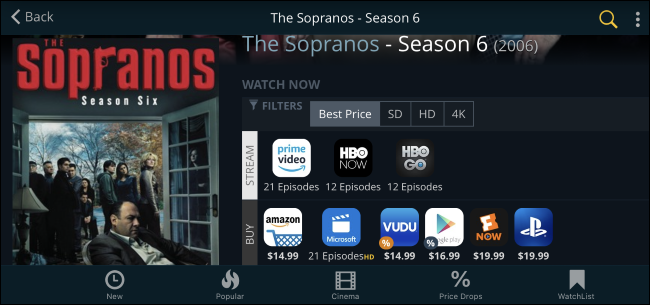 Back
The Sopranos - Season 6
THE
Sopranos
Season Six
The Sopranos - Season 6 (2006)
WATCH NOW
FILTERS
Best Price SD HD 4K
STREAM
prime video
HBO NOW
HBO GO
21 Episodes 12 Episodes 12 Episodes
BUY
amazon
Microsoft
VUDU
%
%
gle play
NOW
$14.99 21 EpisodesHD $14.99 $16.99 $19.99 $19.99
New Popular Cinema % Price Drops WatchList